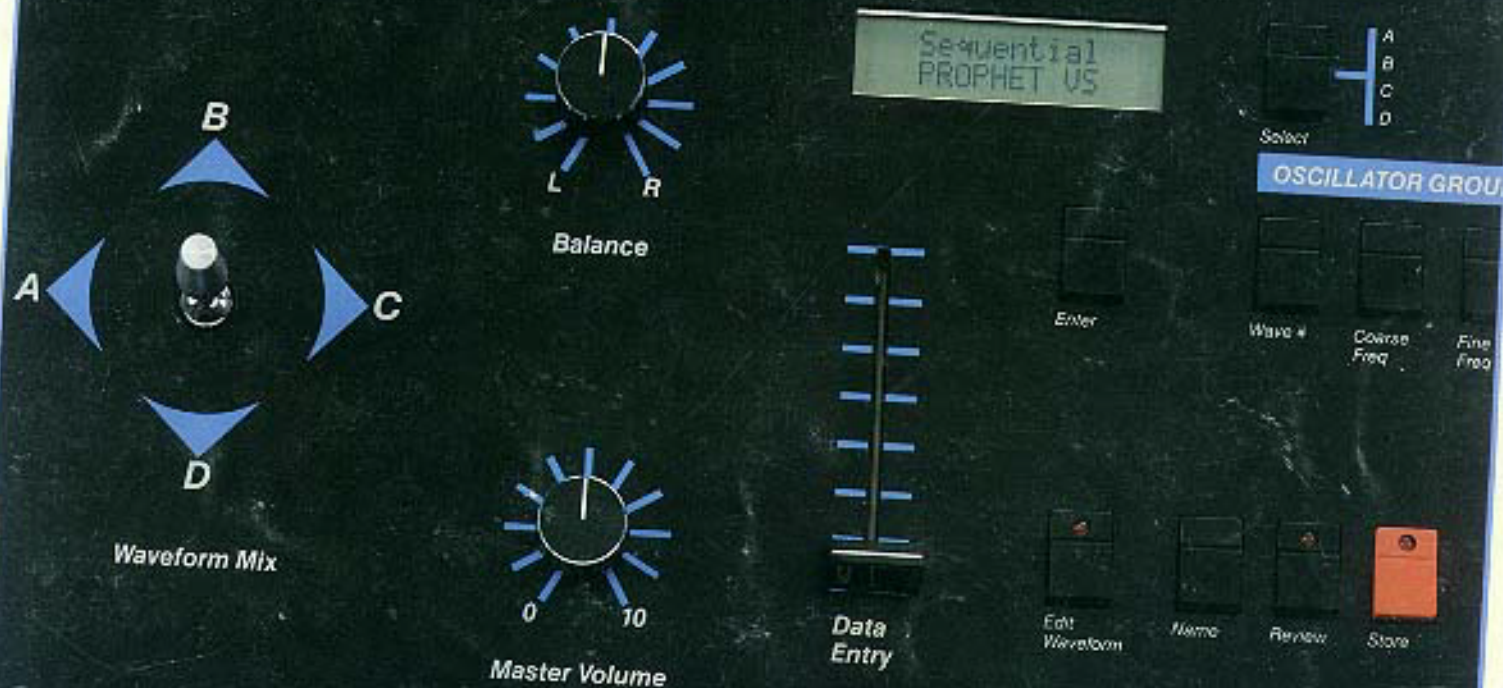 B
A
C
D
Waveform Mix
L
R
Balance
0
10
Master Volume
Sequential
PROPHET VS
Data
Entry
A
B
C
D
Select
OSCILLATOR GROU
Enter
Wave #
Coarse
Freq
Fine
Freq
Edit
Waveform
Name
Review
Store